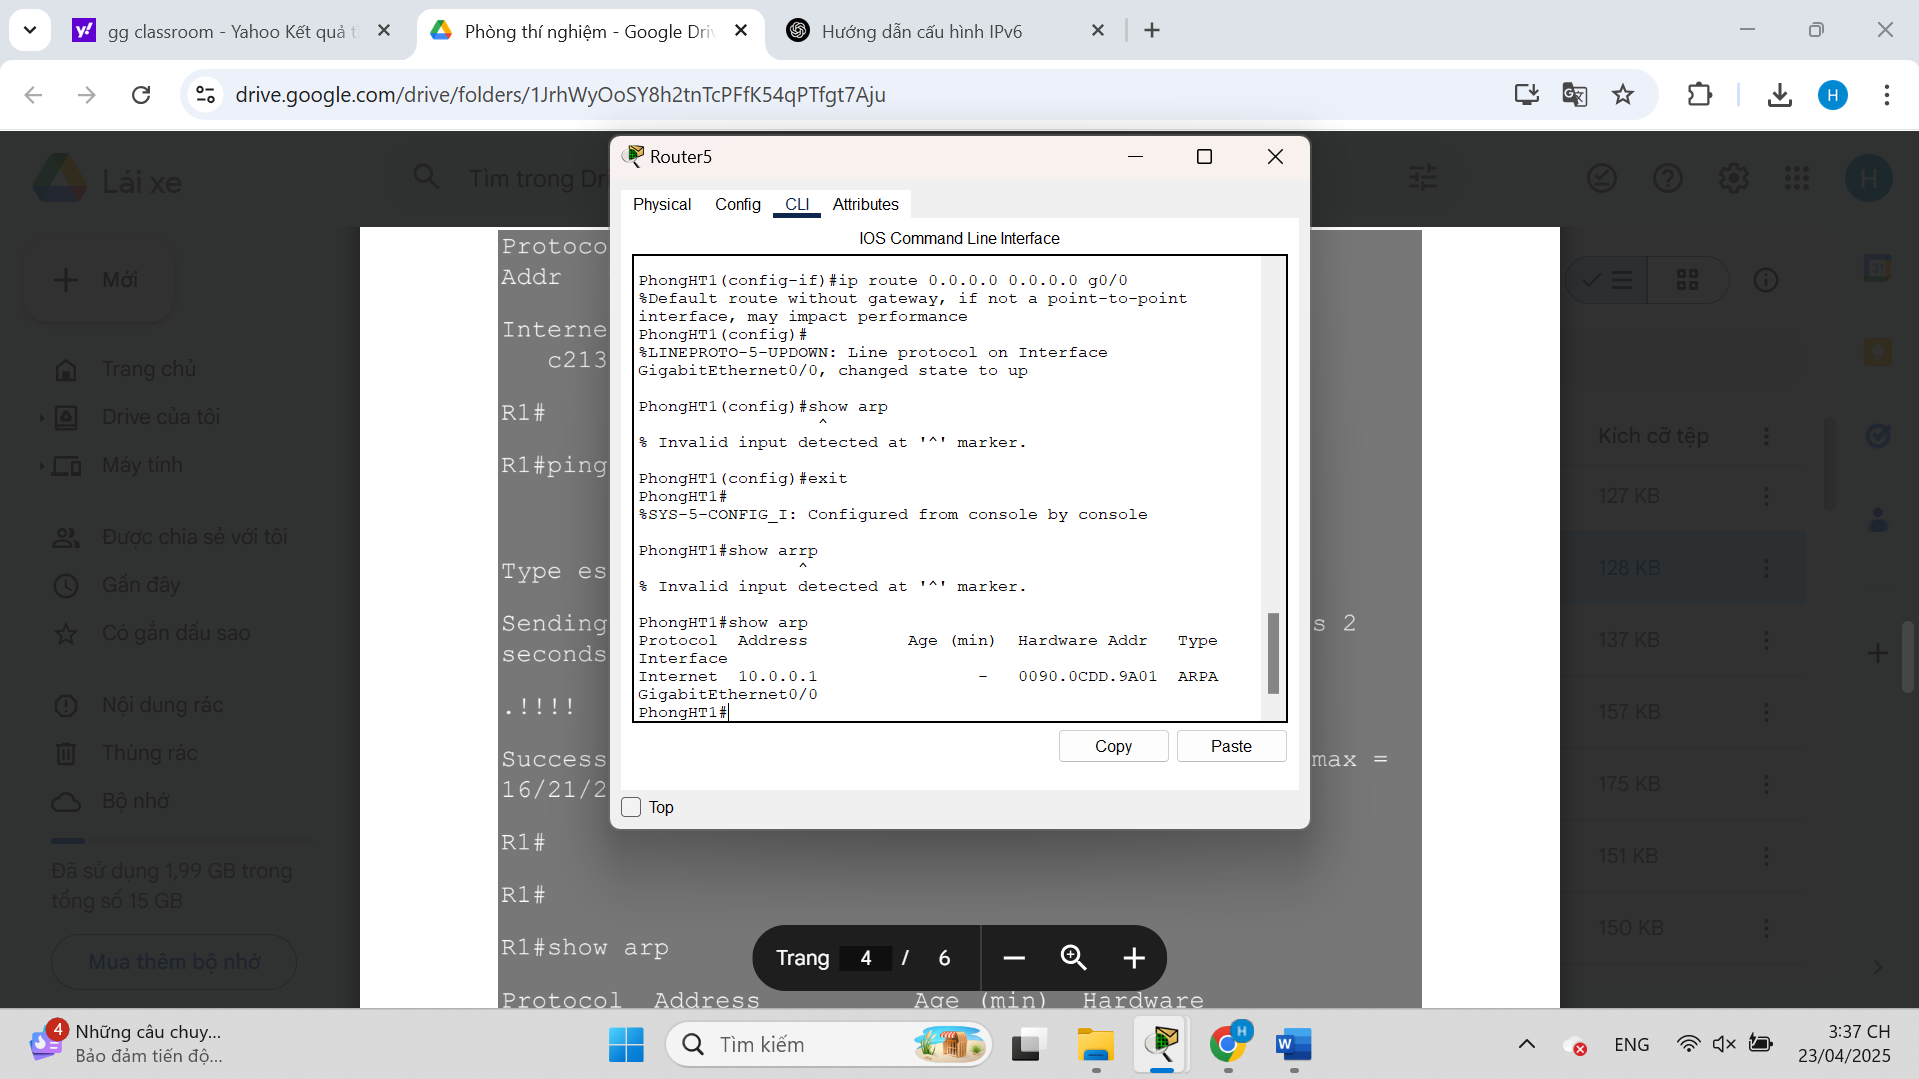 gg classroom - Yahoo Kết quả t
Phòng thí nghiệm - Google Driv
Hướng dẫn cấu hình IPv6
drive.google.com/drive/folders/1JrhWyOoSY8h2tnTcPFfK54qPTfgt7Aju
H
Lái xe
Tìm trong Dr
H
Mới
Trang chủ
Drive của tôi
Máy tính
Được chia sẻ với tôi
Gần đây
Có gắn dấu sao
Nội dung rác
Thùng rác
Bộ nhớ
Đã sử dụng 1,99 GB trong
tổng số 15 GB
Mua thêm bộ nhớ
Protoco
Addr
Interne
c213
R1#
R1#ping
Type es
Sending
s 2
seconds
.!!!!
Success
max =
16/21/2
R1#
R1#
R1#show arp
Protocol Address Age (min) Hardware
Router5
Physical Config CLI Attributes
IOS Command Line Interface
PhongHT1(config-if)#ip route 0.0.0.0 0.0.0.0 g0/0
%Default route without gateway, if not a point-to-point
interface, may impact performance
PhongHT1(config)#
%LINEPROTO-5-UPDOWN: Line protocol on Interface
GigabitEthernet0/0, changed state to up
PhongHT1(config)#show arp
^
% Invalid input detected at '^' marker.
PhongHT1(config)#exit
PhongHT1#
%SYS-5-CONFIG_I: Configured from console by console
PhongHT1#show arrp
^
% Invalid input detected at '^' marker.
PhongHT1#show arp
Protocol Address Age (min) Hardware Addr Type
Interface
Internet 10.0.0.1 - 0090.0CDD.9A01 ARPA
GigabitEthernet0/0
PhongHT1#
Copy Paste
Top
Kích cỡ tệp
127 KB
128 KB
137 KB
157 KB
175 KB
151 KB
150 KB
31
Trang 4 / 6
4
Những câu chuy...
Bảo đảm tiến độ...
Tìm kiếm
H
W
ENG
3:37 CH
23/04/2025